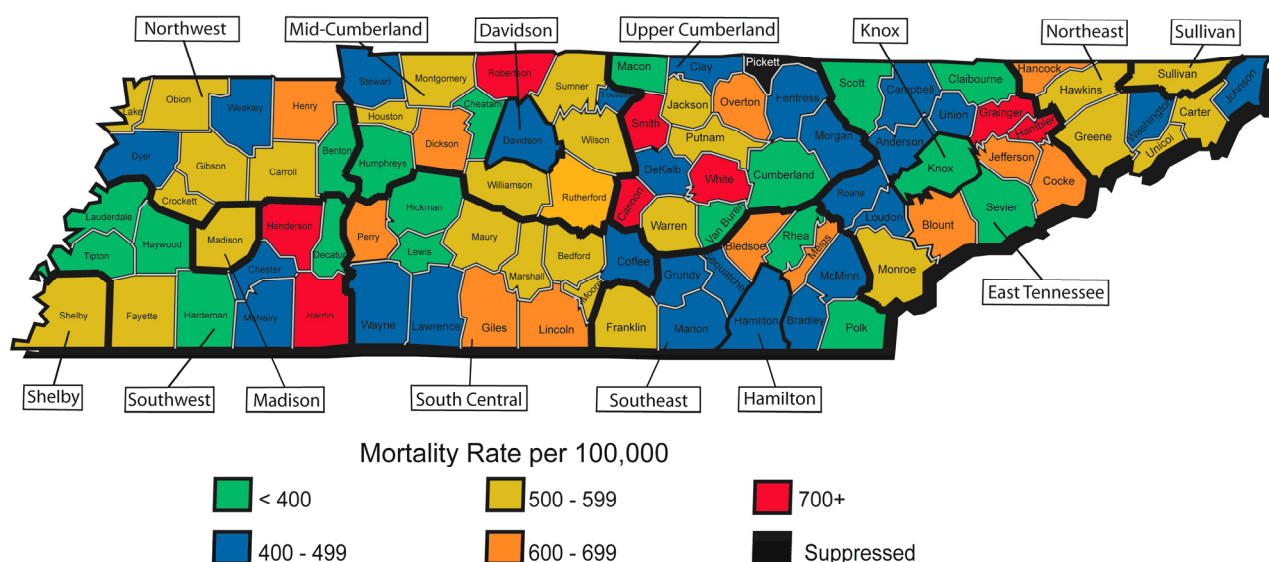 Northwest
Mid-Cumberland
Davidson
Upper Cumberland
Knox
Northeast
Sullivan
Lake
Obion
Weakley
Henry
Stewart
Montgomery
Robertson
Sumner
Macon
Clay
Pickett
Scott
Campbell
Claibourne
Hancock
Hawkins
Sullivan
Johnson
Houston
Cheatam
Jackson
Overton
Fentress
Union
Grainger
Hambler
Greene
Washington
Carter
Unicoi
Dyer
Gibson
Carroll
Benton
Humphreys
Dickson
Davidson
Wilson
Smith
Putnam
Morgan
Anderson
Knox
Jefferson
Cocke
Crockett
Williamson
Rutherford
Cannon
DeKalb
White
Cumberland
Roane
Loudon
Blount
Sevier
Lauderdale
Tipton
Haywood
Madison
Henderson
Decatur
Perry
Hickman
Lewis
Maury
Marshall
Bedford
Moore
Coffee
Warren
Van Buren
Bledsoe
Rhea
Meigs
McMinn
Monroe
Chester
Grundy
Sequatchie
Shelby
Fayette
Hardeman
McNeiry
Hardin
Wayne
Lawrence
Giles
Lincoln
Franklin
Marion
Hamilton
Bradley
Polk
East Tennessee
Shelby
Southwest
Madison
South Central
Southeast
Hamilton
Mortality Rate per 100,000
< 400
500 - 599
700+
400 - 499
600 - 699
Suppressed